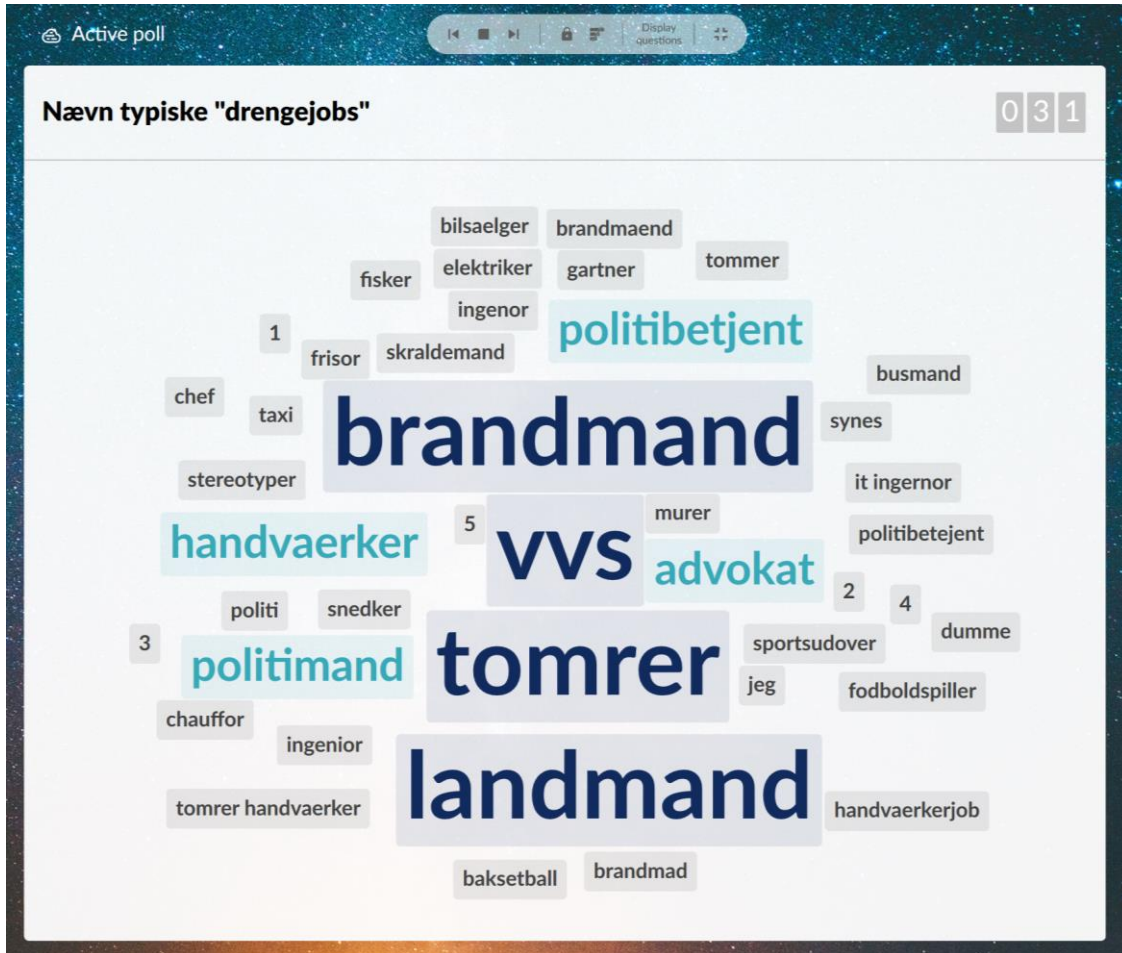 Active poll
Display
questions
Nævn typiske "drengejobs"
031
bilsaelger
brandmaend
tommer
fisker
elektriker
gartner
ingenor
politibetjent
1
frisor
skraldemand
busmand
chef
taxi
brandmand
synes
stereotyper
it ingernor
handvaerker
5
vvs
murer
advokat
politibetejent
2
4
politi
snedker
3
politimand
tomrer
sportsudover
dumme
jeg
fodboldspiller
chauffor
ingenior
landmand
tomrer handvaerker
handvaerkerjob
baksetball
brandmad